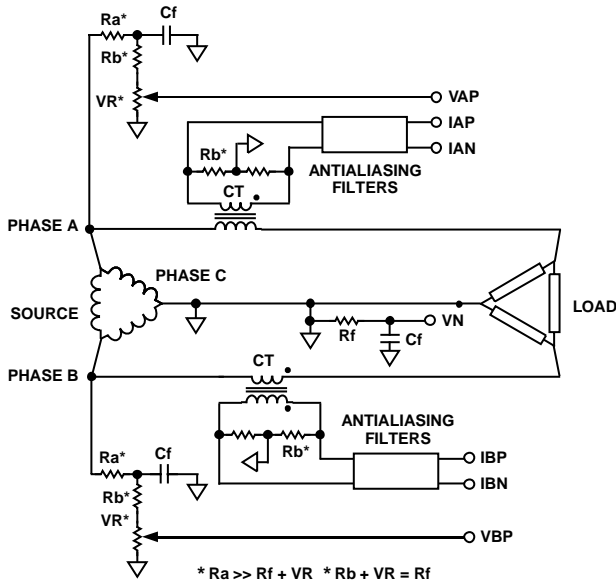 Ra*
Cf
Rb*
VR*
VAP
IAP
IAN
Rb*
ANTIALIASING
FILTERS
CT
PHASE A
PHASE C
SOURCE
LOAD
VN
Rf
Cf
PHASE B
CT
ANTIALIASING
FILTERS
Rb*
Ra*
Cf
IBP
IBN
Rb*
VR*
VBP
* Ra >> Rf + VR * Rb + VR = Rf